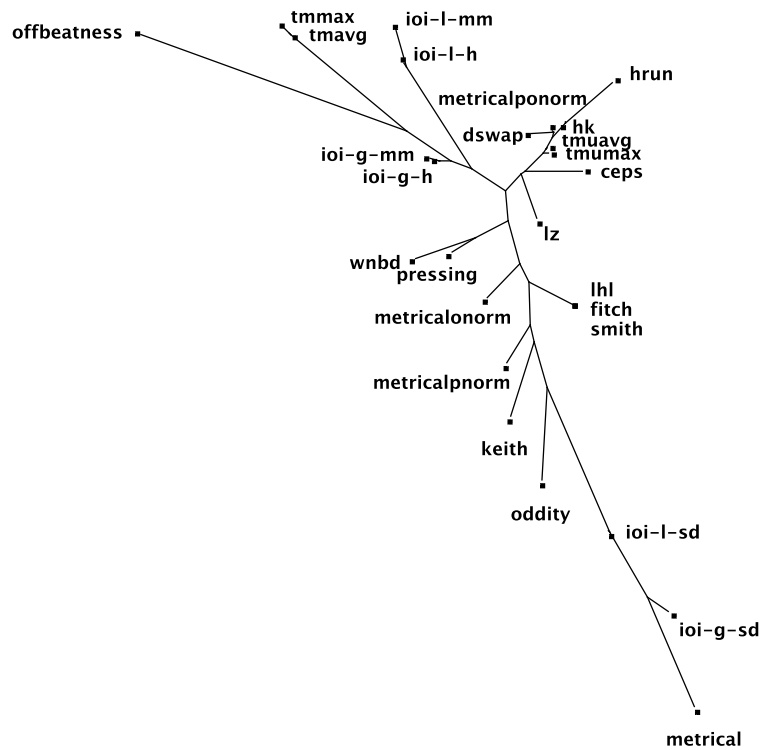 tmmax
ioi-l-mm
offbeatness
tmavg
ioi-l-h
hrun
metricalponorm
hk
dswap
tmuavg
tmumax
ioi-g-mm
ceps
ioi-g-h
lz
wnbd
pressing
lhl
fitch
smith
metricalonorm
metricalpnorm
keith
oddity
ioi-l-sd
ioi-g-sd
metrical